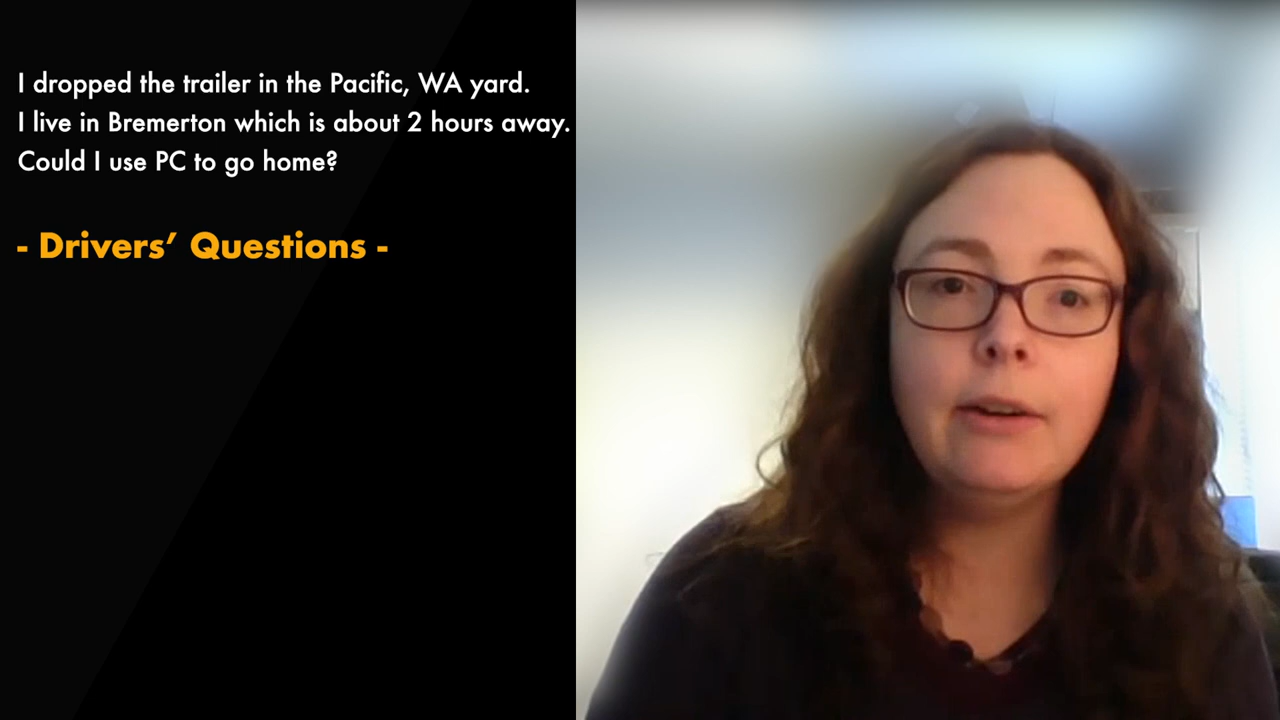 I dropped the trailer in the Pacific, WA yard.
I live in Bremerton which is about 2 hours away.
Could I use PC to go home?
- Drivers’ Questions -